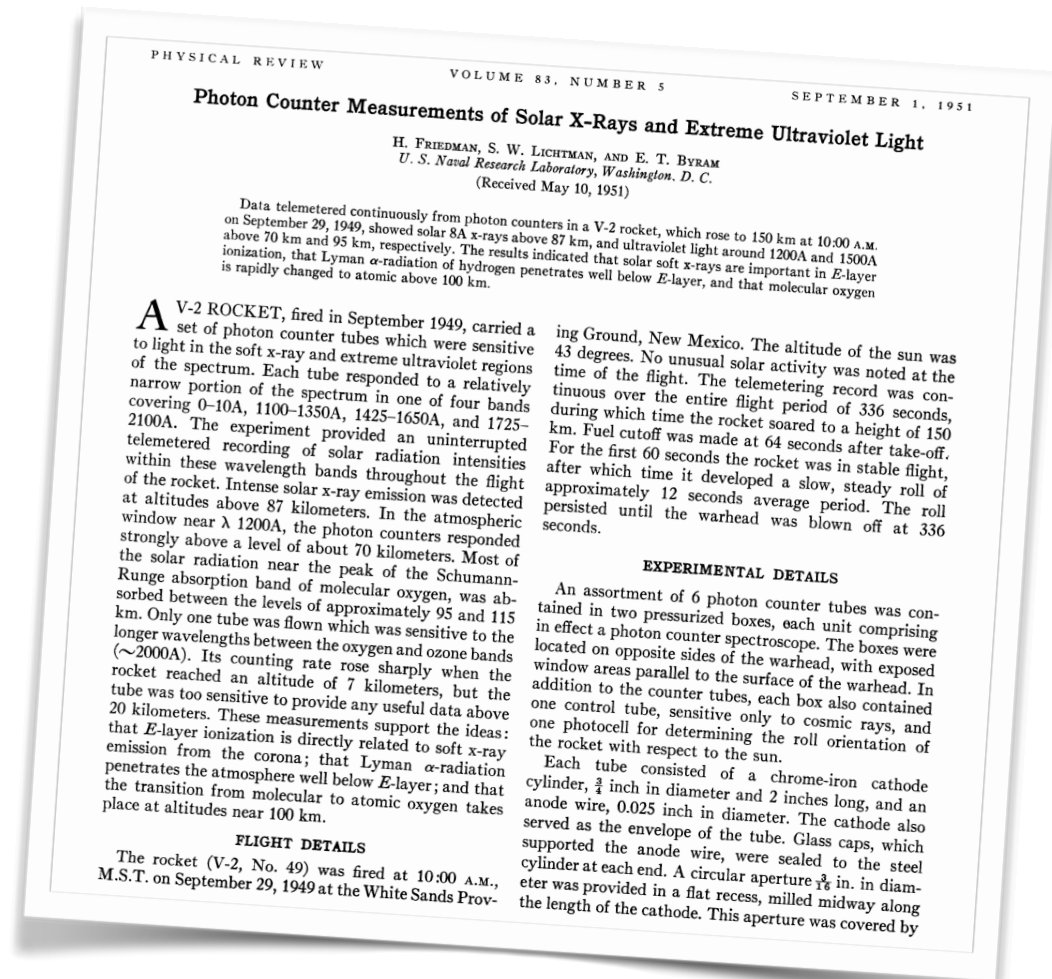 PHYSICAL REVIEW VOLUME 83, NUMBER 5 SEPTEMBER 1, 1951
Photon Counter Measurements of Solar X-Rays and Extreme Ultraviolet Light
H. FRIEDMAN, S. W. LICHTMAN, AND E. T. BYRAM
U. S. Naval Research Laboratory, Washington. D. C.
(Received May 10, 1951)
Data telemetered continuously from photon counters in a V-2 rocket, which rose to 150 km at 10:00 A.M.
on September 29, 1949, showed solar 8A x-rays above 87 km, and ultraviolet light around 1200A and 1500A
above 70 km and 95 km, respectively. The results indicated that solar soft x-rays are important in E-layer
ionization, that Lyman α-radiation of hydrogen penetrates well below E-layer, and that molecular oxygen
is rapidly changed to atomic above 100 km.
A V-2 ROCKET, fired in September 1949, carried a
set of photon counter tubes which were sensitive
to light in the soft x-ray and extreme ultraviolet regions
of the spectrum. Each tube responded to a relatively
narrow portion of the spectrum in one of four bands
covering 0–10A, 1100–1350A, 1425–1650A, and 1725–
2100A. The experiment provided an uninterrupted
telemetered recording of solar radiation intensities
within these wavelength bands throughout the flight
of the rocket. Intense solar x-ray emission was detected
at altitudes above 87 kilometers. In the atmospheric
window near λ 1200A, the photon counters responded
strongly above a level of about 70 kilometers. Most of
the solar radiation near the peak of the Schumann-
Runge absorption band of molecular oxygen, was ab-
sorbed between the levels of approximately 95 and 115
km. Only one tube was flown which was sensitive to the
longer wavelengths between the oxygen and ozone bands
(∼2000A). Its counting rate rose sharply when the
rocket reached an altitude of 7 kilometers, but the
tube was too sensitive to provide any useful data above
20 kilometers. These measurements support the ideas:
that E-layer ionization is directly related to soft x-ray
emission from the corona; that Lyman α-radiation
penetrates the atmosphere well below E-layer; and that
the transition from molecular to atomic oxygen takes
place at altitudes near 100 km.
FLIGHT DETAILS
The rocket (V-2, No. 49) was fired at 10:00 A.M.,
M.S.T. on September 29, 1949 at the White Sands Prov-
ing Ground, New Mexico. The altitude of the sun was
43 degrees. No unusual solar activity was noted at the
time of the flight. The telemetering record was con-
tinuous over the entire flight period of 336 seconds,
during which time the rocket soared to a height of 150
km. Fuel cutoff was made at 64 seconds after take-off.
For the first 60 seconds the rocket was in stable flight,
after which time it developed a slow, steady roll of
approximately 12 seconds average period. The roll
persisted until the warhead was blown off at 336
seconds.
EXPERIMENTAL DETAILS
An assortment of 6 photon counter tubes was con-
tained in two pressurized boxes, each unit comprising
in effect a photon counter spectroscope. The boxes were
located on opposite sides of the warhead, with exposed
window areas parallel to the surface of the warhead. In
addition to the counter tubes, each box also contained
one control tube, sensitive only to cosmic rays, and
one photocell for determining the roll orientation of
the rocket with respect to the sun.
Each tube consisted of a chrome-iron cathode
cylinder, ¾ inch in diameter and 2 inches long, and an
anode wire, 0.025 inch in diameter. The cathode also
served as the envelope of the tube. Glass caps, which
supported the anode wire, were sealed to the steel
cylinder at each end. A circular aperture 3/16 in. in diam-
eter was provided in a flat recess, milled midway along
the length of the cathode. This aperture was covered by